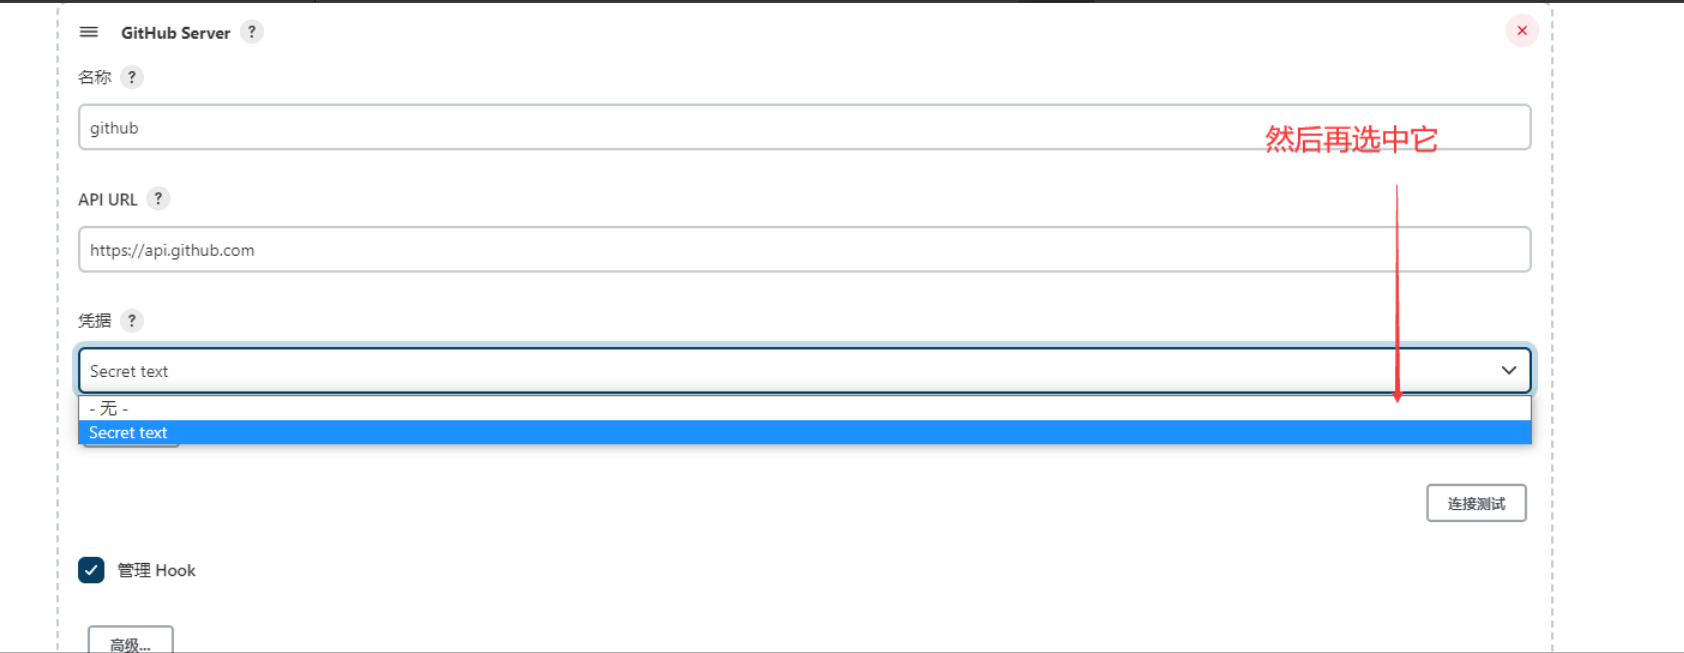 GitHub Server ?
名称 ?
github
然后再选中它
API URL ?
https://api.github.com
凭据 ?
Secret text
- 无 -
Secret text
连接测试
管理 Hook
高级...